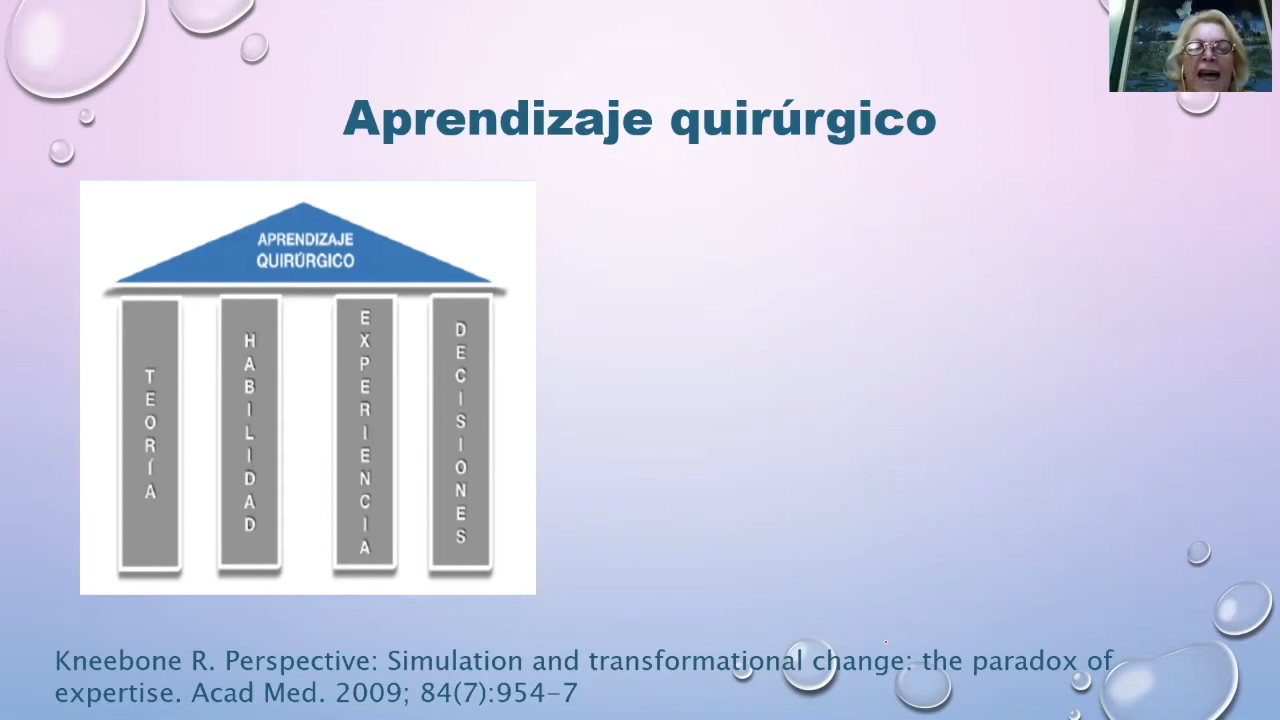 Aprendizaje quirúrgico
APRENDIZAJE
QUIRÚRGICO
TEORÍA
HABILIDAD
EXPERIENCIA
DECISIONES
Kneebone R. Perspective: Simulation and transformational change: the paradox of
expertise. Acad Med. 2009; 84(7):954-7